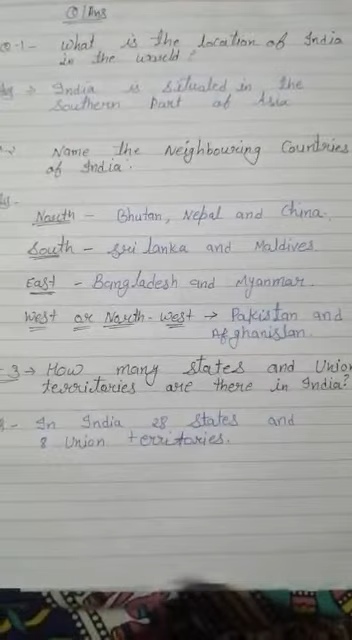 Q/Ans
Q-1- What is the location of India
in the world?
Ans → India is situated in the
Southern Part of Asia
2 Name the Neighbouring Countries
of India.
Ans-
North - Bhutan, Nepal and China.
South - Sri lanka and Maldives
East - Bangladesh and Myanmar.
West or North-west → Pakistan and
Afghanistan.
-3→ How many states and Union
territories are there in India?
- In India 28 states and
8 Union territories.